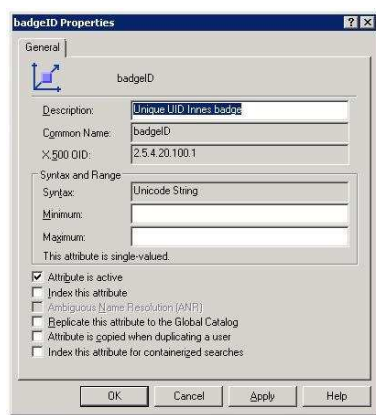 badgeID Properties
General
badgeID
Description: Unique UID Innes badge
Common Name: badgeID
X.500 OID: 2.5.4.20.100.1
Syntax and Range
Syntax: Unicode String
Minimum:
Maximum:
This attribute is single-valued.
Attribute is active
Index this attribute
Ambiguous Name Resolution (ANR)
Replicate this attribute to the Global Catalog
Attribute is copied when duplicating a user
Index this attribute for containerized searches
OK Cancel Apply Help